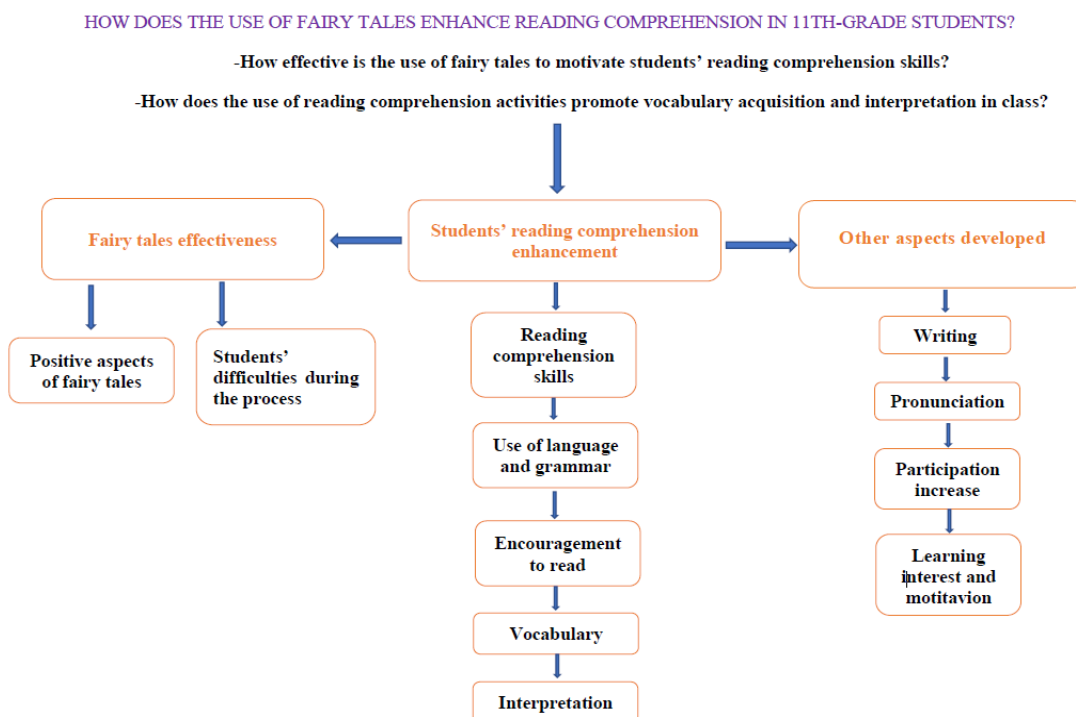 HOW DOES THE USE OF FAIRY TALES ENHANCE READING COMPREHENSION IN 11TH-GRADE STUDENTS?
-How effective is the use of fairy tales to motivate students’ reading comprehension skills?
-How does the use of reading comprehension activities promote vocabulary acquisition and interpretation in class?
Fairy tales effectiveness
Positive aspects
of fairy tales
Students’
difficulties during
the process
Students’ reading comprehension
enhancement
Reading
comprehension
skills
Use of language
and grammar
Encouragement
to read
Vocabulary
Interpretation
Other aspects developed
Writing
Pronunciation
Participation
increase
Learning
interest and
motitavion